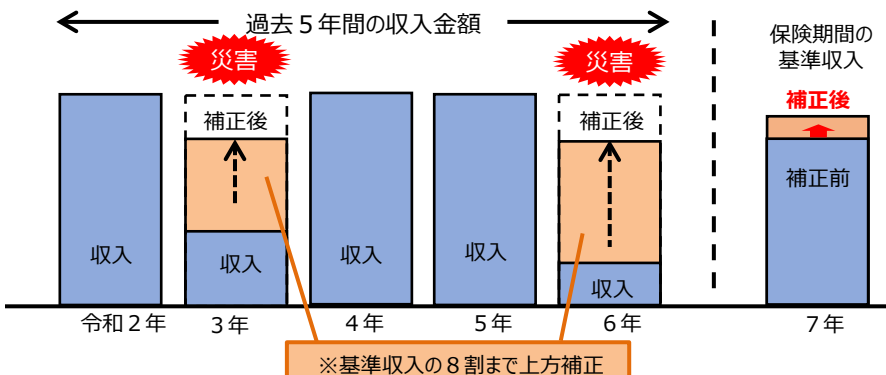 過去５年間の収入金額
災害
災害
保険期間の
基準収入
補正後
補正後
補正後
補正前
収入
収入
収入
収入
収入
令和２年
３年
４年
５年
６年
７年
※基準収入の８割まで上方補正